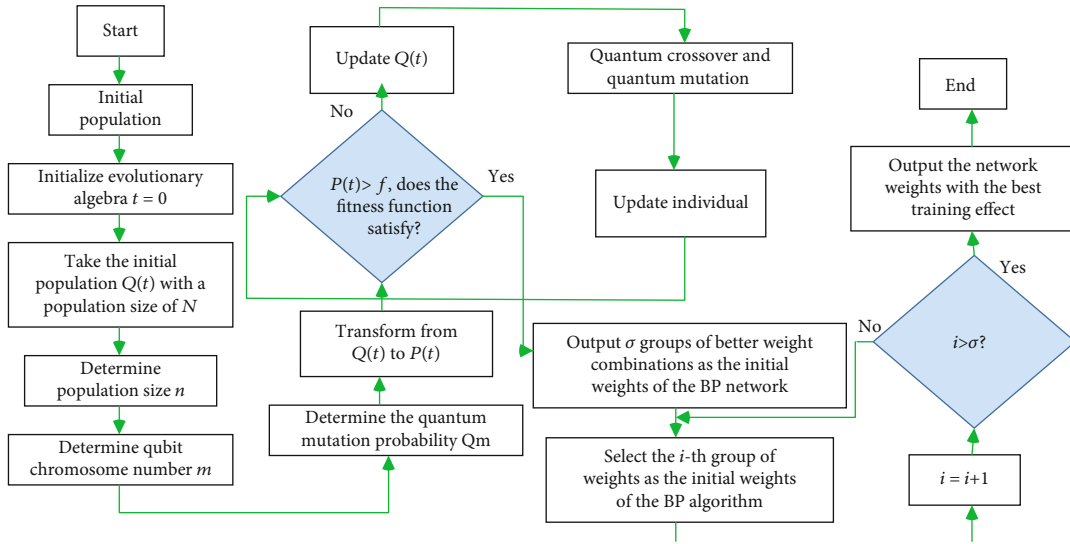 Start
Initial
population
Initialize evolutionary
algebra t = 0
Take the initial
population Q(t) with a
population size of N
Determine
population size n
Determine qubit
chromosome number m
Determine the quantum
mutation probability Qm
Transform from
Q(t) to P(t)
P(t)> f, does the
fitness function
satisfy?
No
Update Q(t)
Quantum crossover and
quantum mutation
Update individual
Yes
Output σ groups of better weight
combinations as the initial
weights of the BP network
Select the i-th group of
weights as the initial weights
of the BP algorithm
i = i+1
i>σ?
No
Yes
Output the network
weights with the best
training effect
End